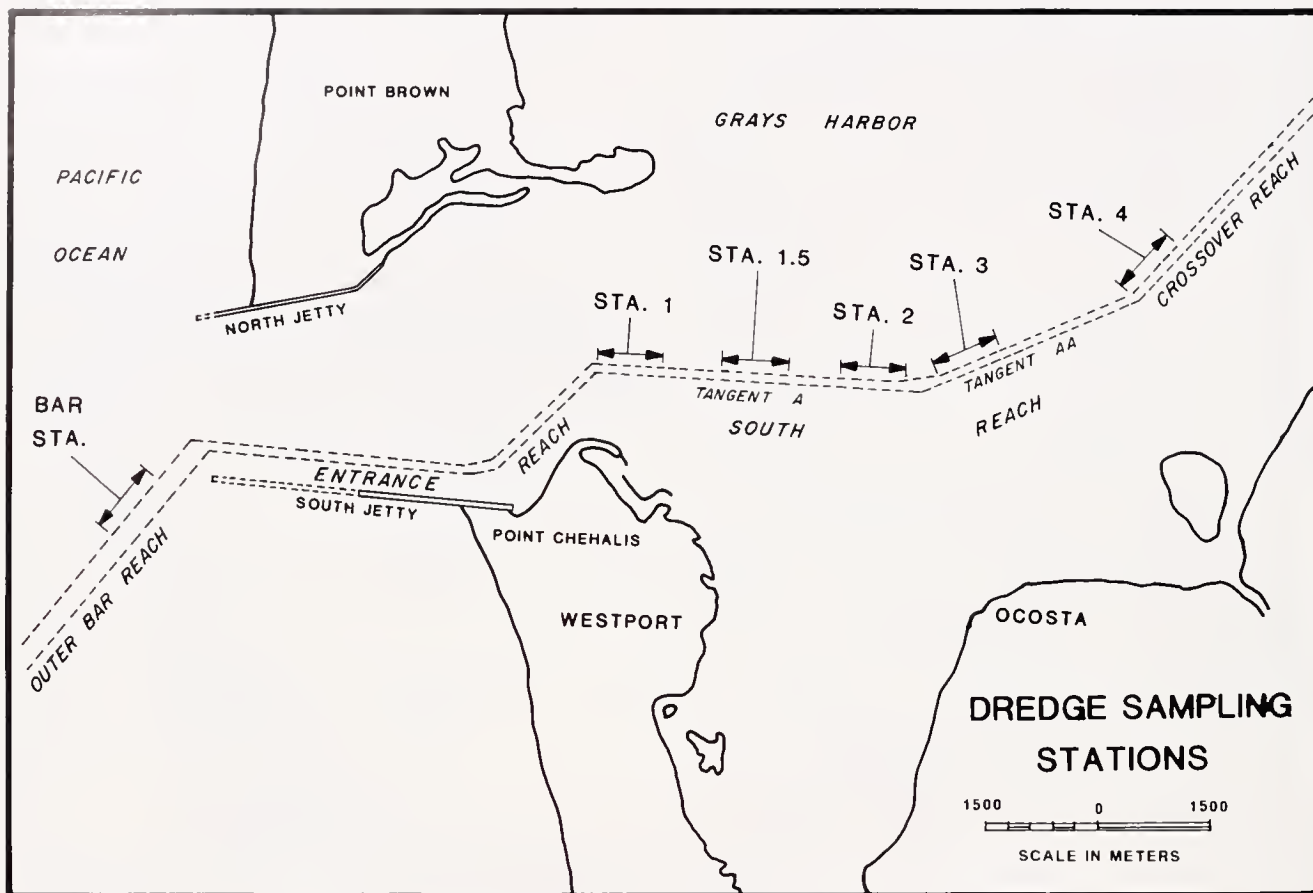 POINT BROWN
GRAYS HARBOR
PACIFIC
OCEAN
NORTH JETTY
STA. 4
CROSSOVER REACH
STA. 1.5
STA. 3
STA. 1
STA. 2
TANGENT A
TANGENT AA
SOUTH
REACH
BAR
STA.
REACH
ENTRANCE
SOUTH JETTY
OUTER BAR REACH
POINT CHEHALIS
WESTPORT
OCOSTA
DREDGE SAMPLING
STATIONS
1500 0 1500
SCALE IN METERS